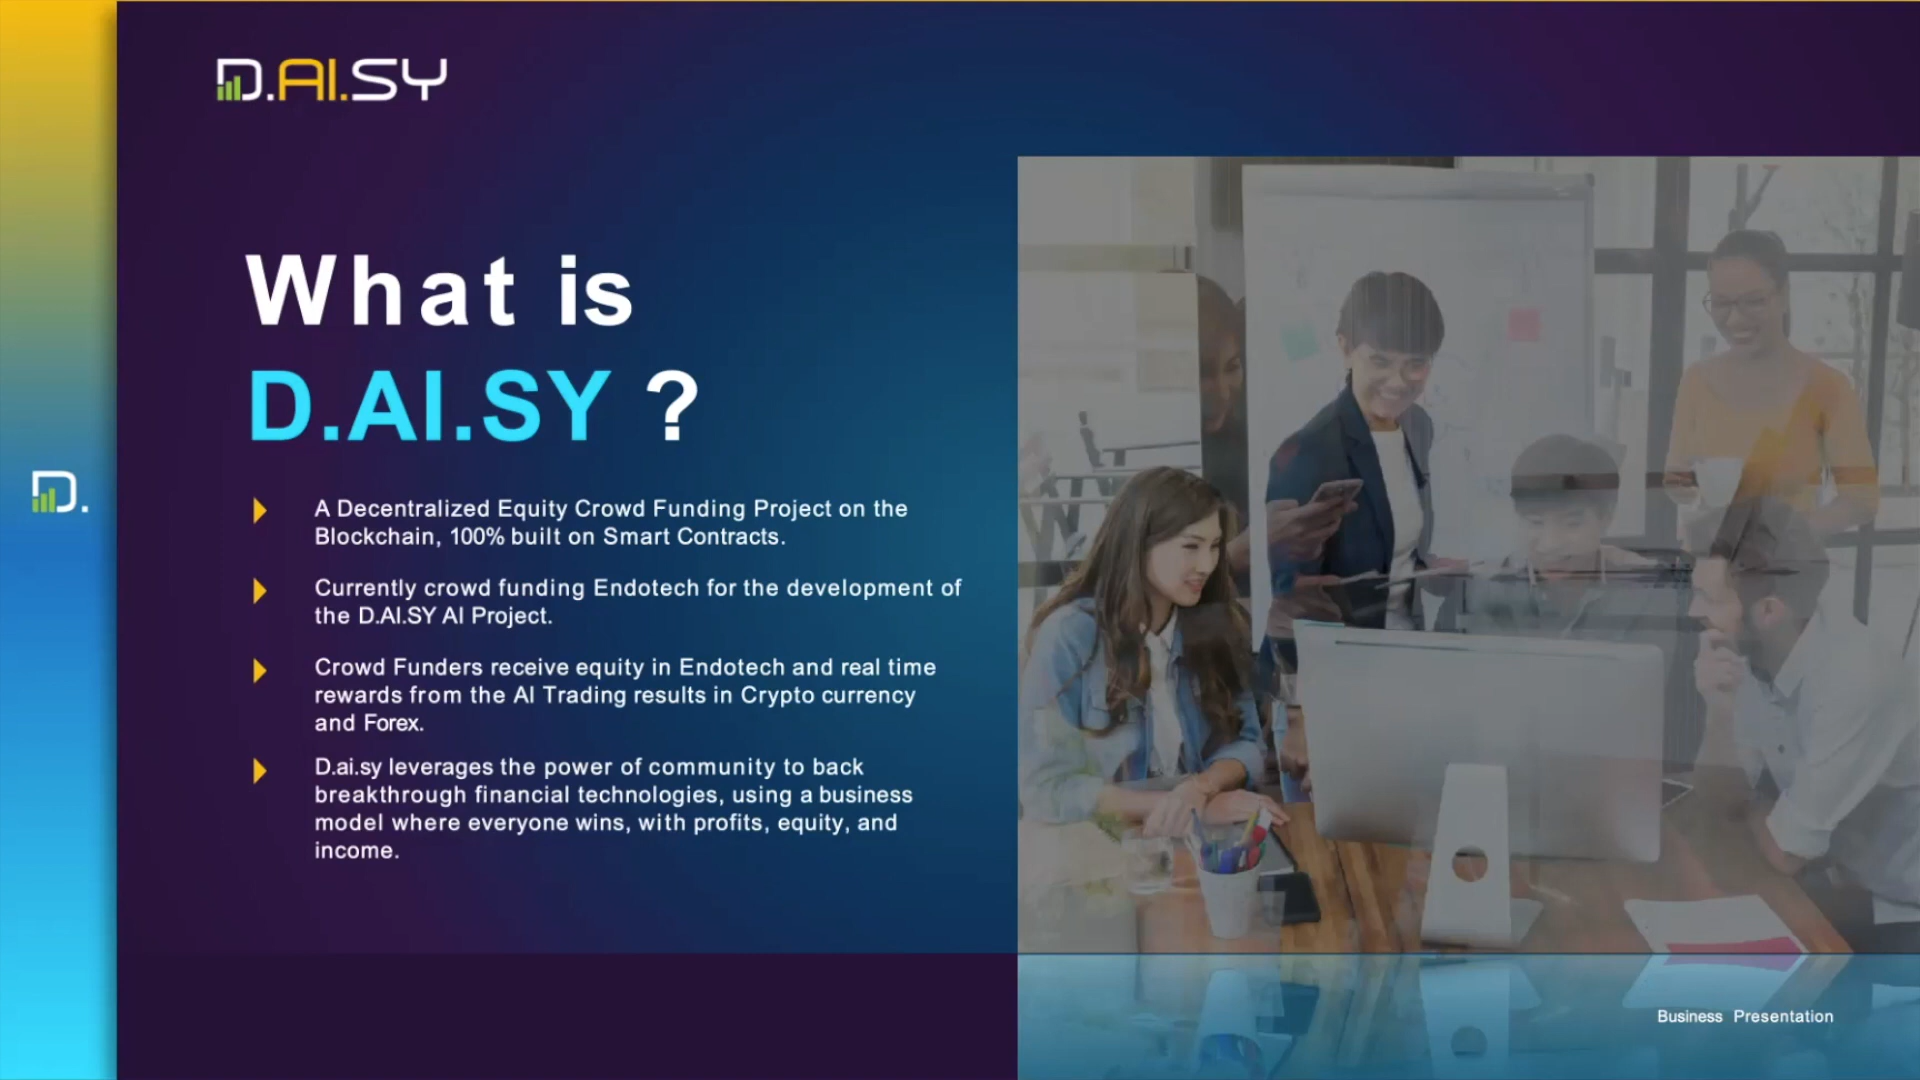 D.AI.SY
What is
D.AI.SY ?
D.
A Decentralized Equity Crowd Funding Project on the
Blockchain, 100% built on Smart Contracts.
Currently crowd funding Endotech for the development of
the D.AI.SY AI Project.
Crowd Funders receive equity in Endotech and real time
rewards from the AI Trading results in Crypto currency
and Forex.
D.ai.sy leverages the power of community to back
breakthrough financial technologies, using a business
model where everyone wins, with profits, equity, and
income.
Business Presentation